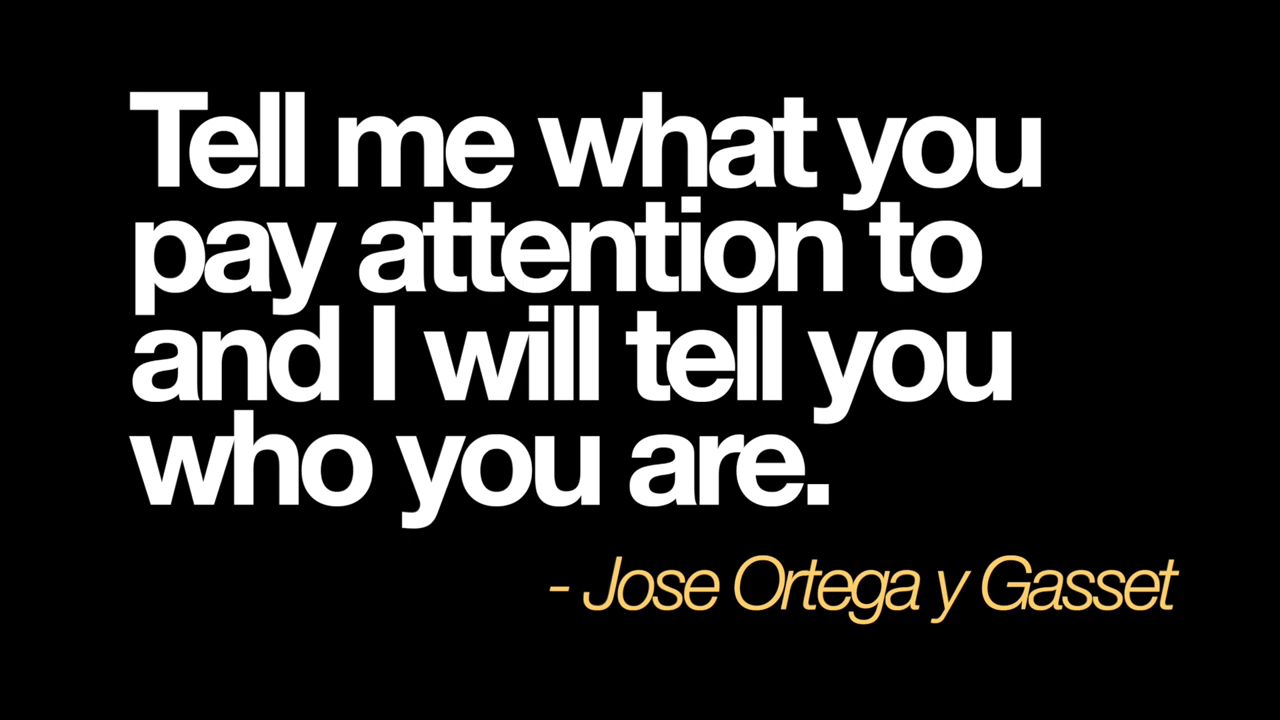 Tell me what you
pay attention to
and I will tell you
who you are.
- Jose Ortega y Gasset